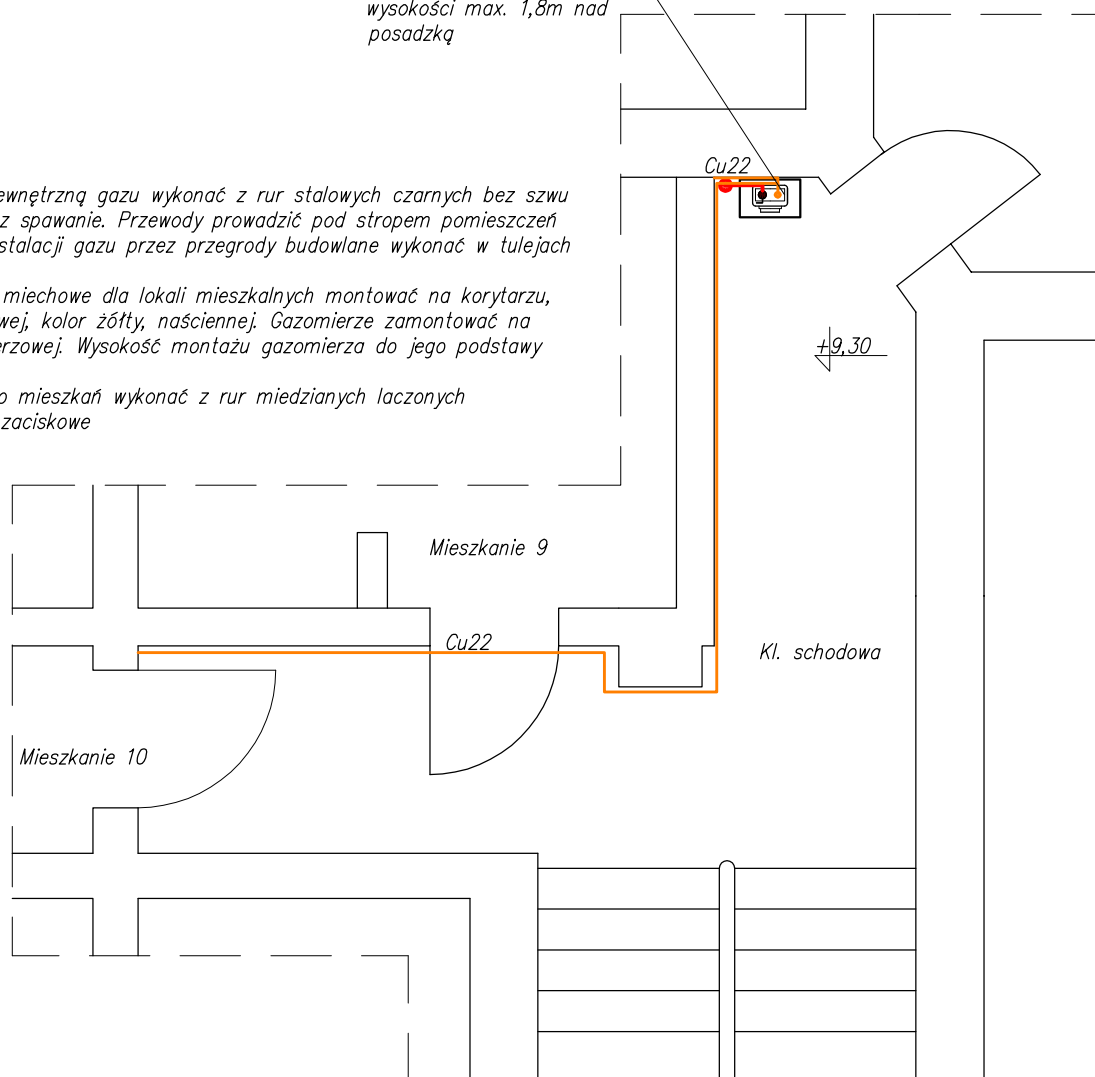 wysokości max. 1,8m nad
posadzką
Cu22
ewnętrzną gazu wykonać z rur stalowych czarnych bez szwu
z spawanie. Przewody prowadzić pod stropem pomieszczeń
stalacji gazu przez przegrody budowlane wykonać w tulejach
miechowe dla lokali mieszkalnych montować na korytarzu,
wej, kolor żółty, naściennej. Gazomierze zamontować na
erzowej. Wysokość montażu gazomierza do jego podstawy
o mieszkań wykonać z rur miedzianych laczonych
zaciskowe
+9,30
Mieszkanie 9
Cu22
Kl. schodowa
Mieszkanie 10